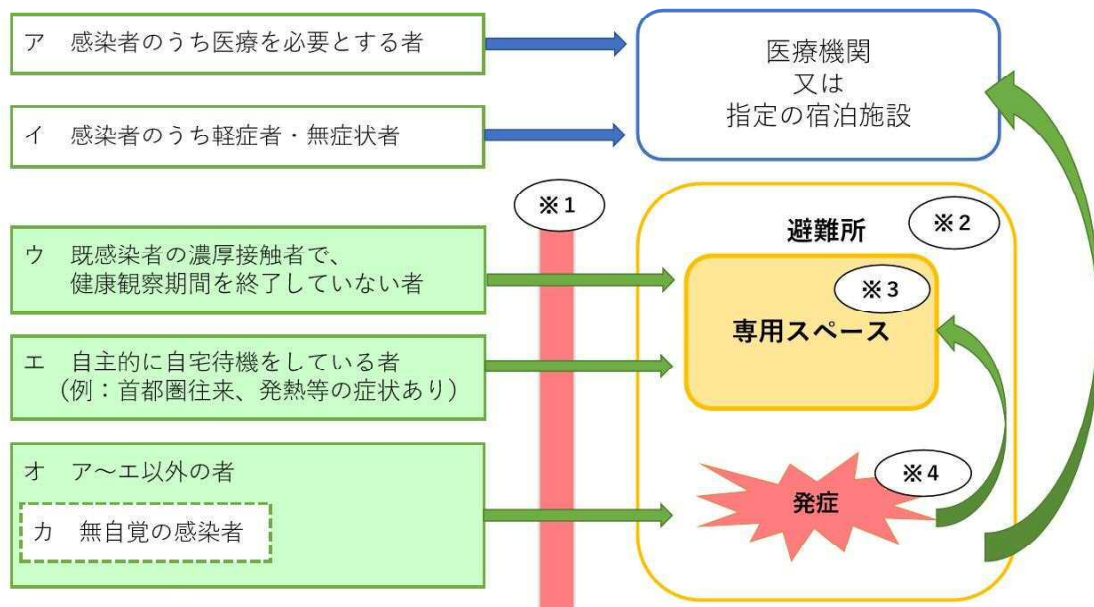 ア 感染者のうち医療を必要とする者
イ 感染者のうち軽症者・無症状者
医療機関
又は
指定の宿泊施設
※1
※2
避難所
ウ 既感染者の濃厚接触者で、
健康観察期間を終了していない者
※3
専用スペース
エ 自主的に自宅待機をしている者
（例：首都圏往来、発熱等の症状あり）
オ ア～エ以外の者
カ 無自覚の感染者
※4
発症